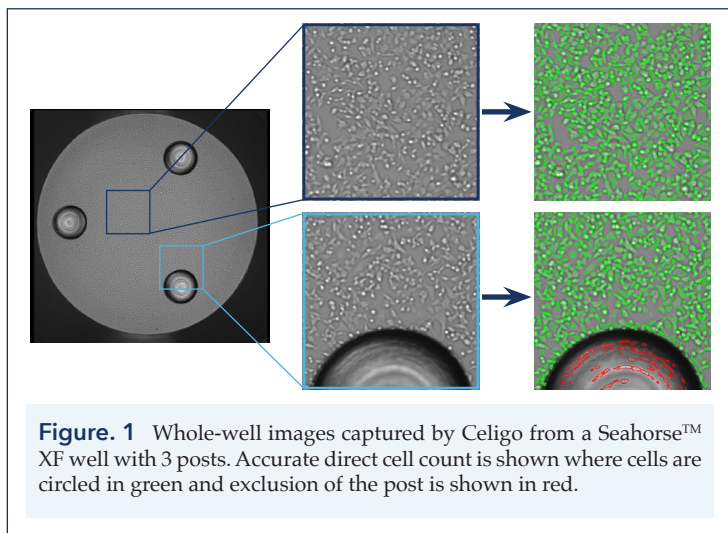 Figure. 1 Whole-well images captured by Celigo from a Seahorse™
XF well with 3 posts. Accurate direct cell count is shown where cells are
circled in green and exclusion of the post is shown in red.